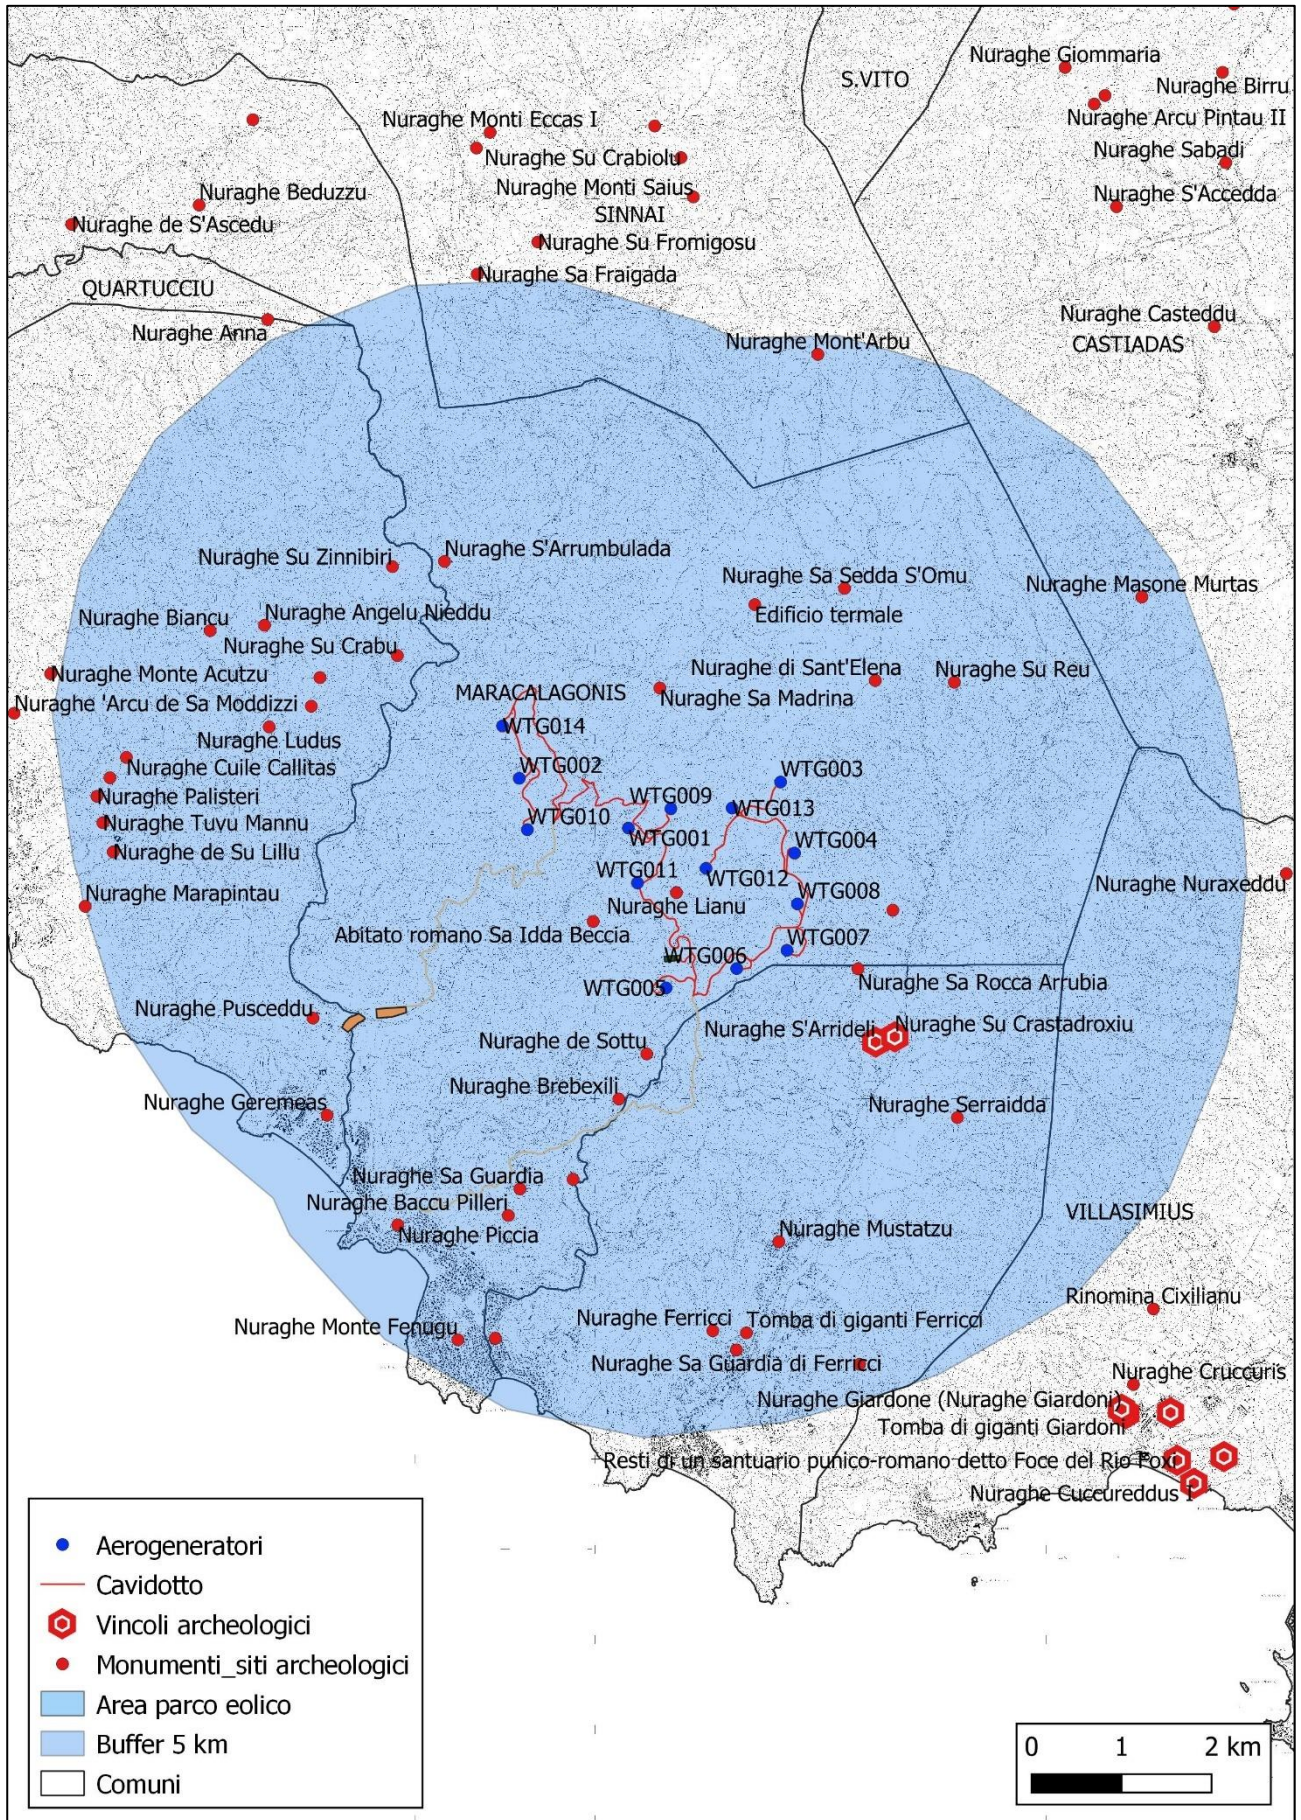 Nuraghe Giommaria
S.VITO
Nuraghe Birru
Nuraghe Monti Eccas I
Nuraghe Arcu Pintau II
Nuraghe Su Crabiolu
Nuraghe Sabadi
Nuraghe Monti Saius
Nuraghe Beduzzu
Nuraghe S'Accedda
SINNAI
Nuraghe de S'Ascedu
Nuraghe Su Fromigosu
Nuraghe Sa Fraigada
QUARTUCCIU
Nuraghe Casteddu
Nuraghe Anna
Nuraghe Mont'Arbu
CASTIADAS
Nuraghe S'Arrumbulada
Nuraghe Su Zinnibiri
Nuraghe Sa Sedda S'Omu
Nuraghe Masone Murtas
Nuraghe Angelu Nieddu
Nuraghe Biancu
Edificio termale
Nuraghe Su Crabu
Nuraghe di Sant'Elena
Nuraghe Su Reu
Nuraghe Monte Acutzu
MARACALAGONIS
Nuraghe Sa Madrina
Nuraghe 'Arcu de Sa Moddizzi
WTG014
Nuraghe Ludus
Nuraghe Cuile Callitas
WTG002
WTG003
Nuraghe Palisteri
WTG009
WTG013
Nuraghe Tuvu Mannu
WTG010
WTG001
WTG004
Nuraghe de Su Lillu
WTG011
WTG012
Nuraghe Nuraxeddu
Nuraghe Marapintau
WTG008
Nuraghe Lianu
Abitato romano Sa Idda Beccia
WTG007
WTG006
Nuraghe Sa Rocca Arrubia
WTG005
Nuraghe Pusceddu
Nuraghe S'Arrideli
Nuraghe Su Crastadroxiu
Nuraghe de Sottu
Nuraghe Brebexili
Nuraghe Geremeas
Nuraghe Serraidda
Nuraghe Sa Guardia
Nuraghe Baccu Pilleri
VILLASIMIUS
Nuraghe Piccia
Nuraghe Mustatzu
Rinomina Cixilianu
Nuraghe Monte Fenugu
Nuraghe Ferricci
Tomba di giganti Ferricci
Nuraghe Sa Guardia di Ferricci
Nuraghe Cruccuris
Nuraghe Giardone (Nuraghe Giardoni)
Tomba di giganti Giardoni
Resti di un santuario punico-romano detto Foce del Rio Foxi
Nuraghe Cuccureddus I
Aerogeneratori
Cavidotto
Vincoli archeologici
Monumenti_siti archeologici
Area parco eolico
Buffer 5 km
Comuni
0 1 2 km